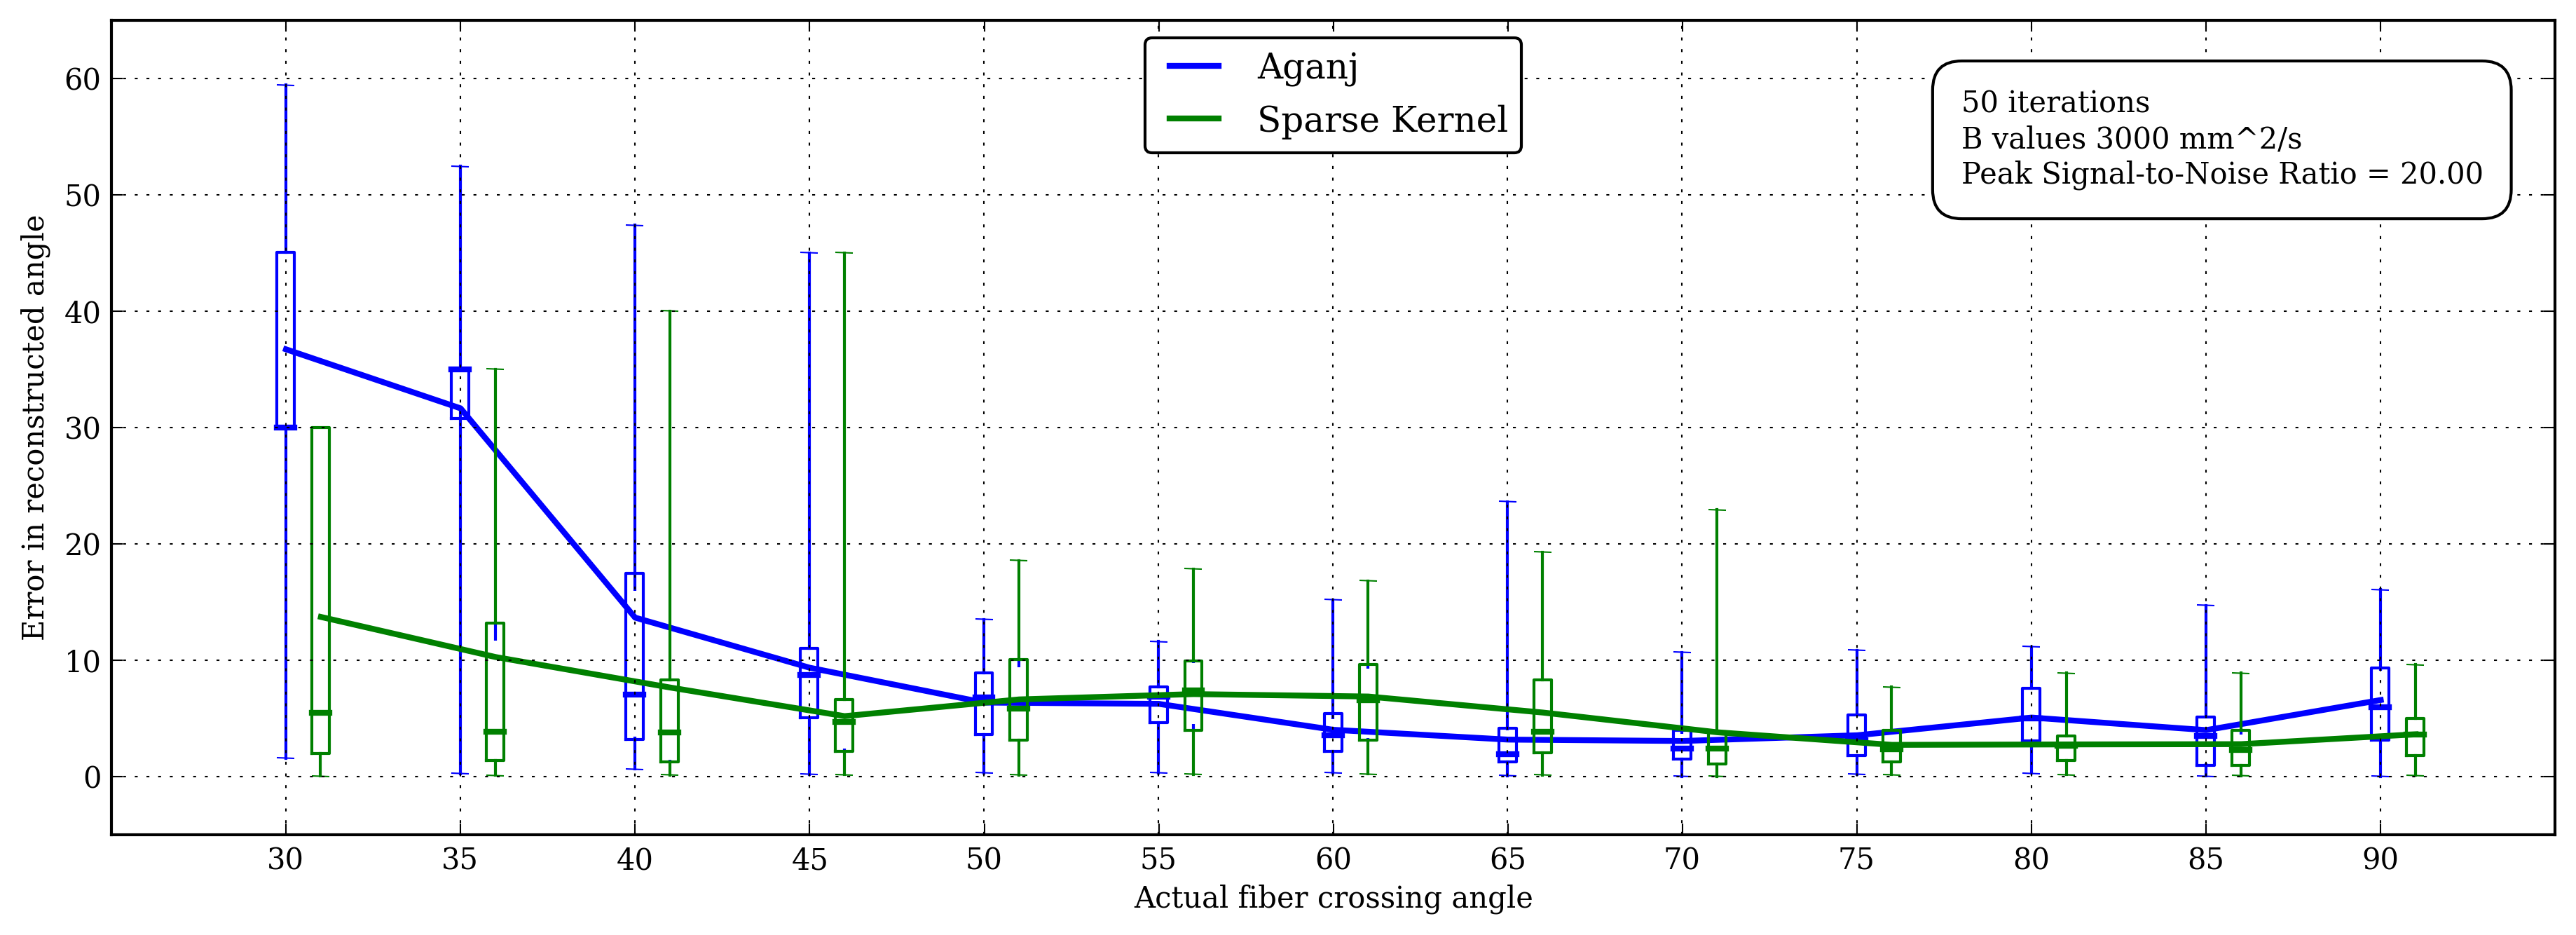 60
50
40
30
20
10
0
Error in reconstructed angle
Aganj
Sparse Kernel
50 iterations
B values 3000 mm^2/s
Peak Signal-to-Noise Ratio = 20.00
30 35 40 45 50 55 60 65 70 75 80 85 90
Actual fiber crossing angle